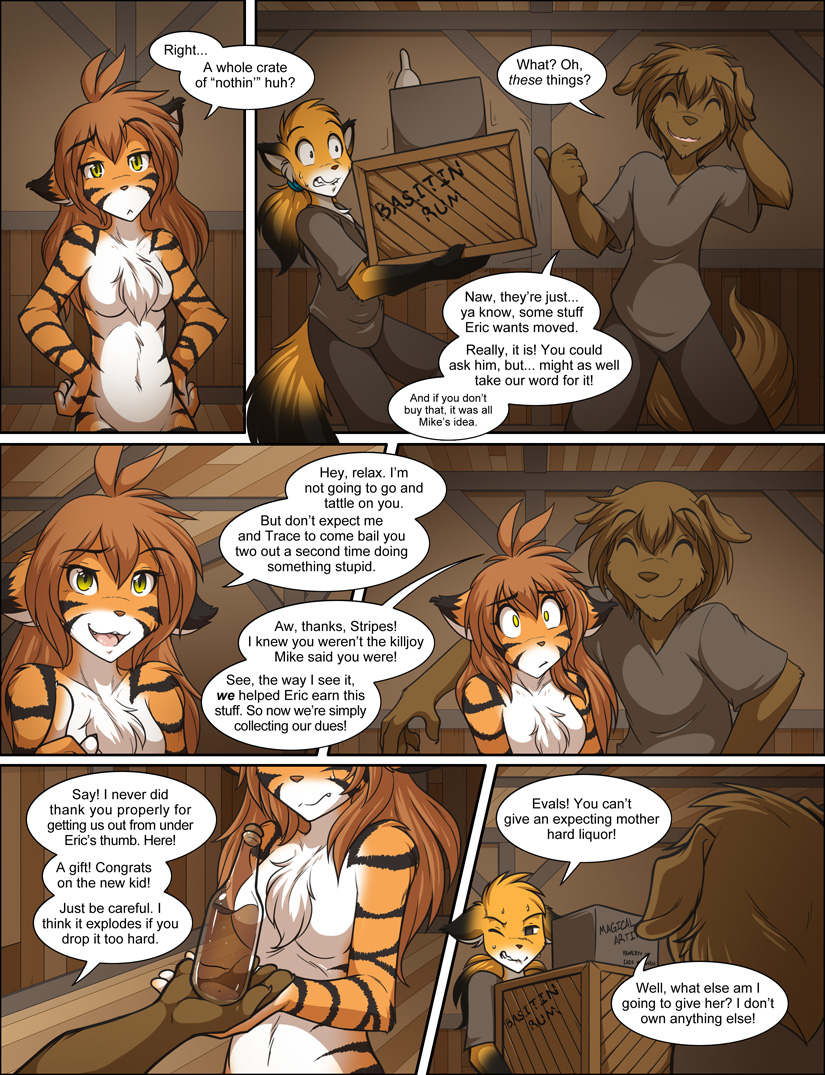 Right...
A whole crate
of “nothin’” huh?
What? Oh,
these things?
BASITIN
RUM
Naw, they’re just...
ya know, some stuff
Eric wants moved.
Really, it is! You could
ask him, but... might as well
take our word for it!
And if you don’t
buy that, it was all
Mike’s idea.
Hey, relax. I’m
not going to go and
tattle on you.
But don’t expect me
and Trace to come bail you
two out a second time doing
something stupid.
Aw, thanks, Stripes!
I knew you weren’t the killjoy
Mike said you were!
See, the way I see it,
we helped Eric earn this
stuff. So now we’re simply
collecting our dues!
Say! I never did
thank you properly for
getting us out from under
Eric’s thumb. Here!
A gift! Congrats
on the new kid!
Just be careful. I
think it explodes if you
drop it too hard.
Evals! You can’t
give an expecting mother
hard liquor!
MAGICAL
ARTI
PROPERTY
BASITIN
RUM
Well, what else am I
going to give her? I don’t
own anything else!